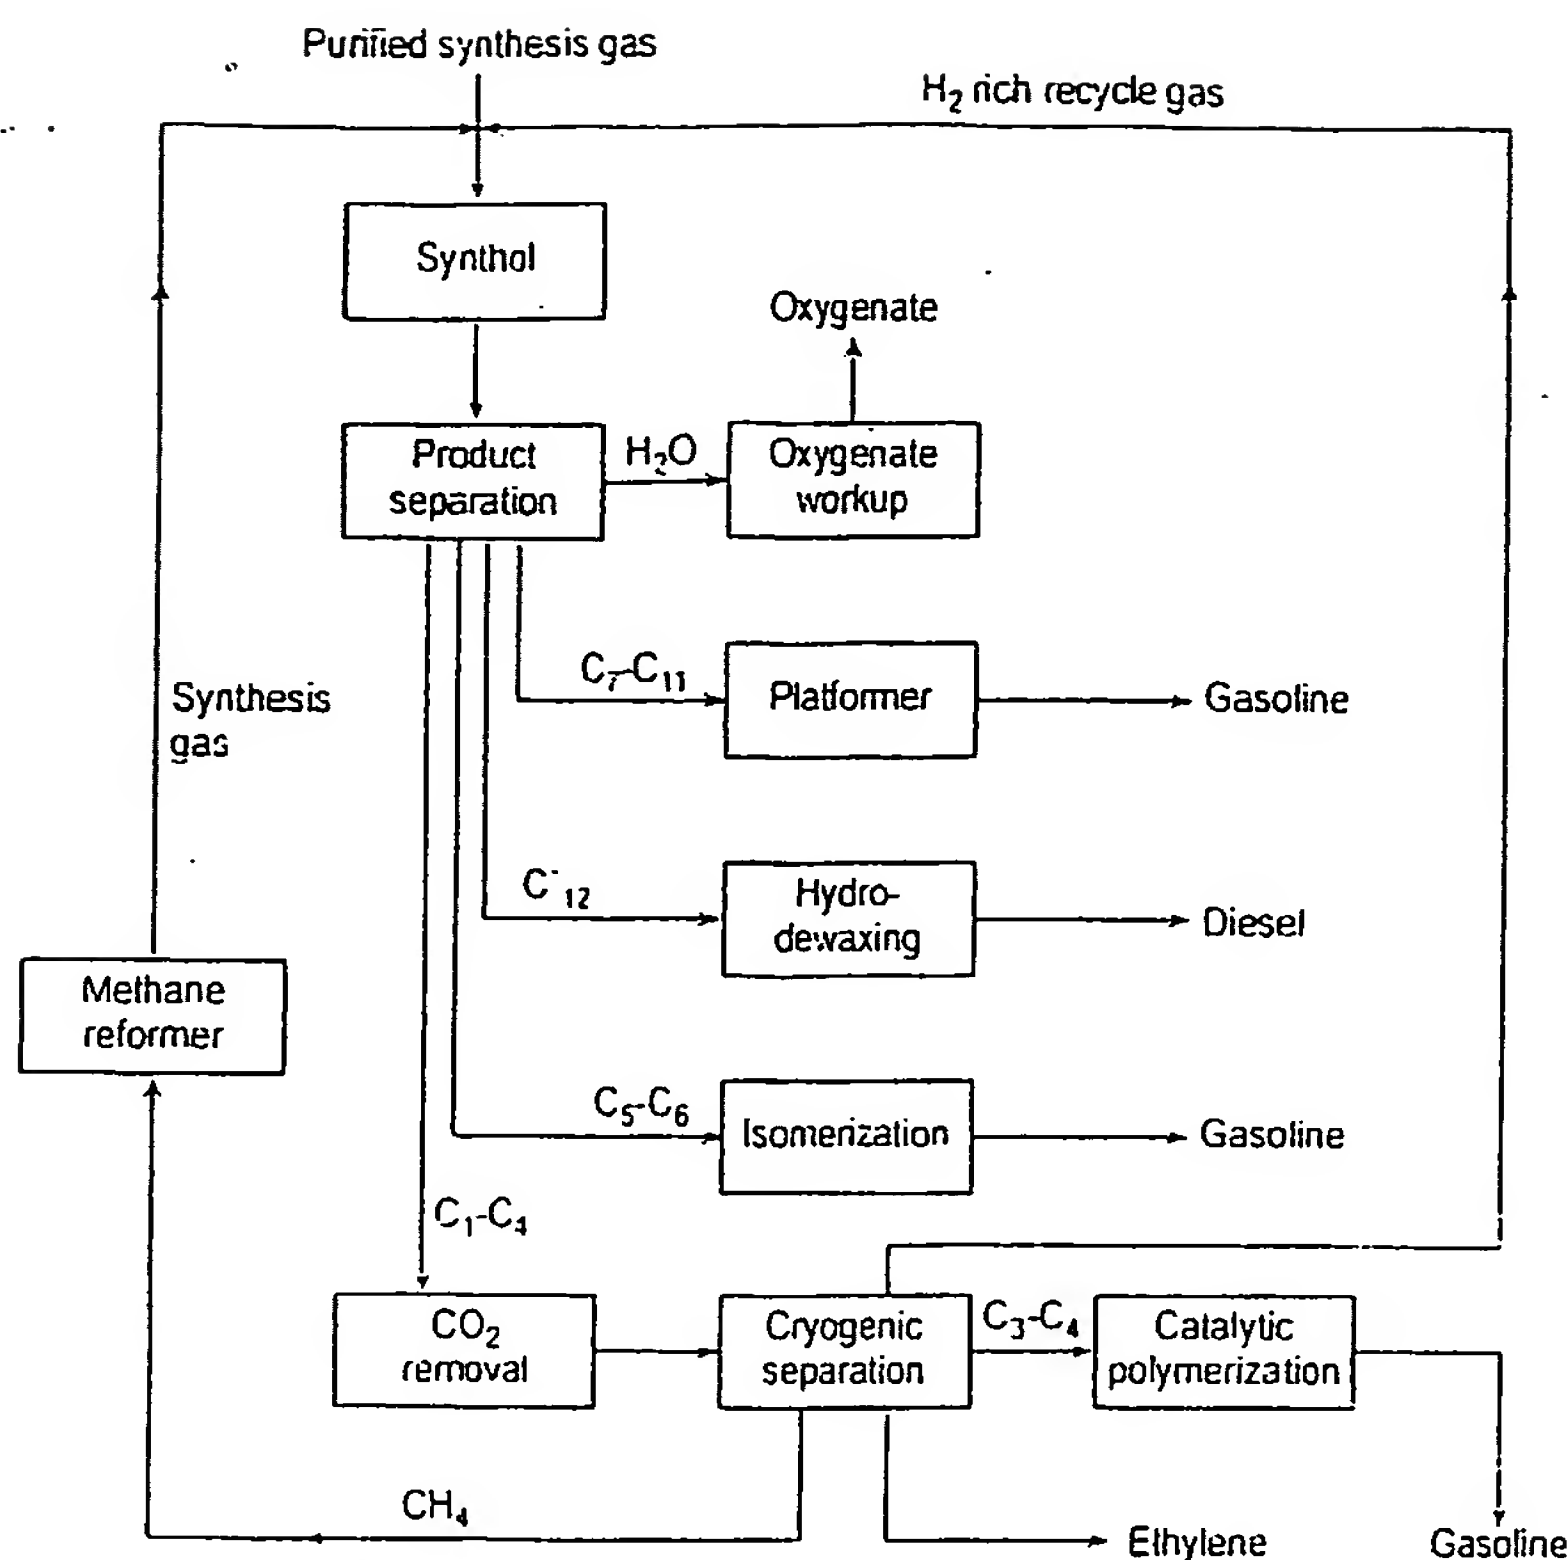 Purified synthesis gas
H₂ rich recycle gas
Synthol
Oxygenate
Product
separation
H₂O
Oxygenate
workup
C₇-C₁₁
Platformer
Gasoline
Synthesis
gas
C⁻₁₂
Hydro-
dewaxing
Diesel
Methane
reformer
C₅-C₆
Isomerization
Gasoline
C₁-C₄
CO₂
removal
Cryogenic
separation
C₃-C₄
Catalytic
polymerization
CH₄
Ethylene
Gasoline